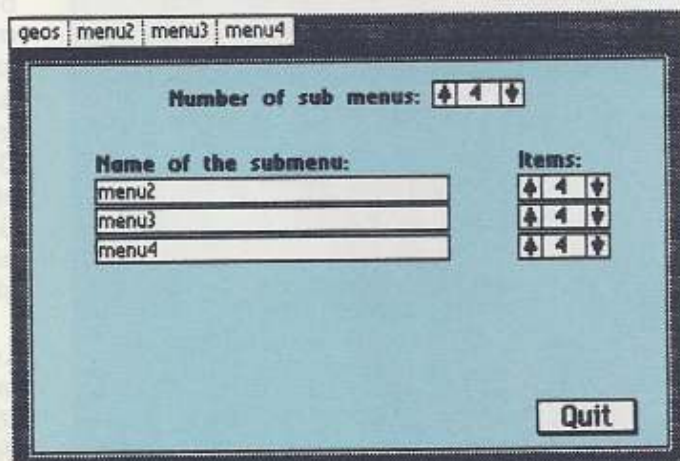 geos menu2 menu3 menu4
Number of sub menus: 4
Name of the submenu: Items:
menu2 4
menu3 4
menu4 4
Quit